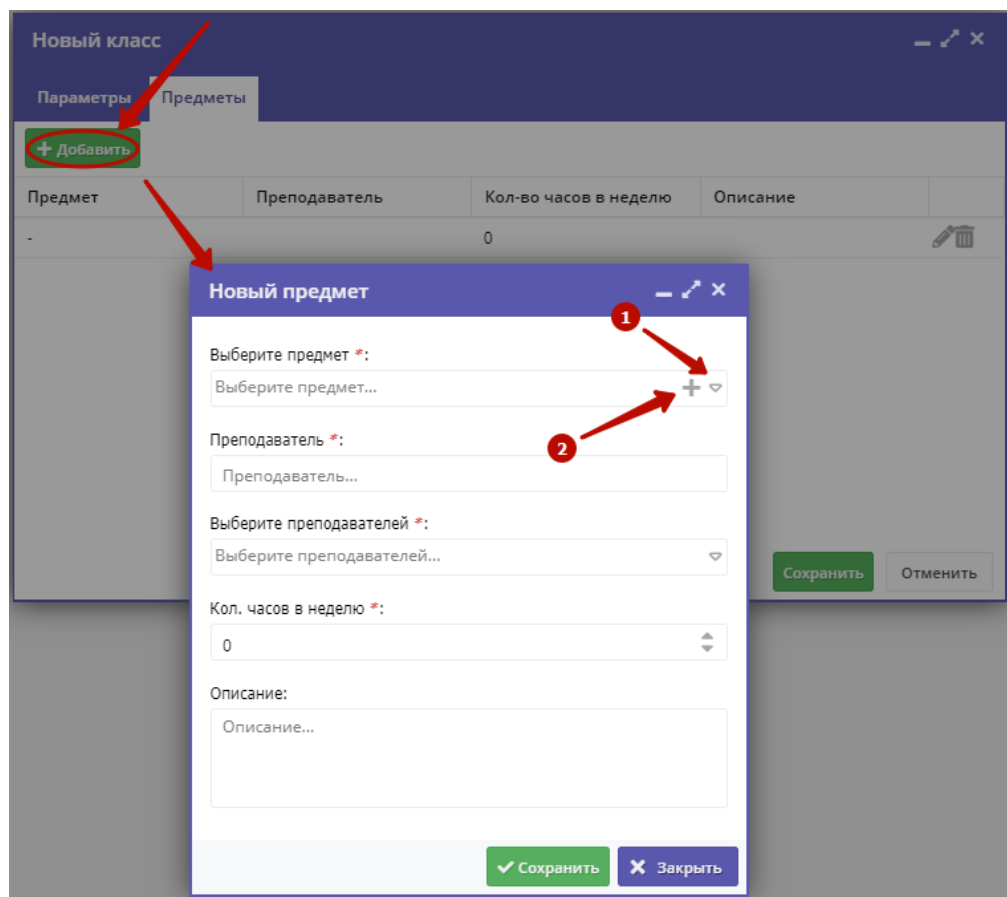 Новый класс
Параметры Предметы
Добавить
Предмет Преподаватель Кол-во часов в неделю Описание
- 0
Новый предмет
1
Выберите предмет *:
Выберите предмет...
2
Преподаватель *:
Преподаватель...
Выберите преподавателей *:
Выберите преподавателей...
Сохранить Отменить
Кол. часов в неделю *:
0
Описание:
Описание...
Сохранить Закрыть